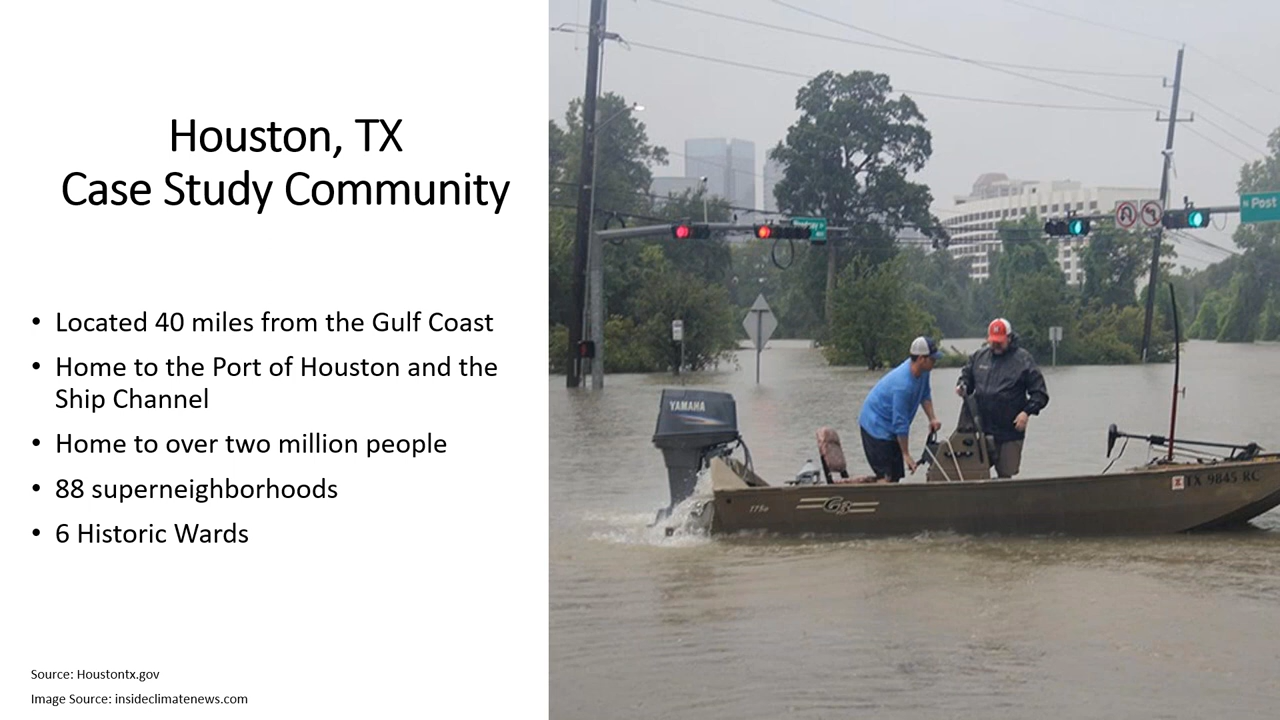 Houston, TX
Case Study Community
• Located 40 miles from the Gulf Coast
• Home to the Port of Houston and the
Ship Channel
• Home to over two million people
• 88 superneighborhoods
• 6 Historic Wards
Source: Houstontx.gov
Image Source: insideclimatenews.com
Post
YAMAHA
TX 9845 RC